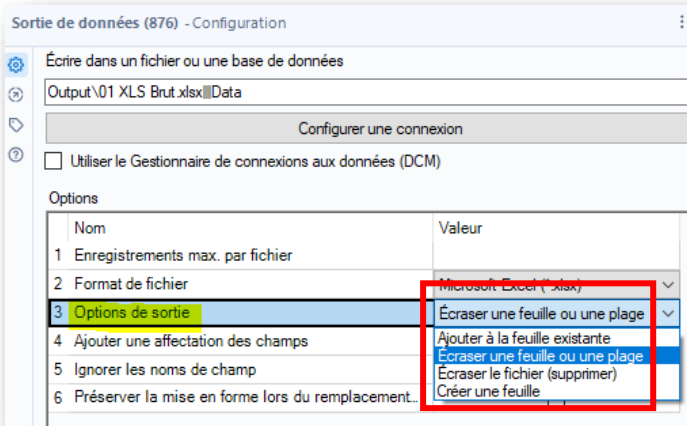 Sortie de données (876) - Configuration
Écrire dans un fichier ou une base de données
Output\01 XLS Brut.xlsx|||Data
Configurer une connexion
Utiliser le Gestionnaire de connexions aux données (DCM)
Options
Nom Valeur
1 Enregistrements max. par fichier
2 Format de fichier Microsoft Excel (*.xlsx)
3 Options de sortie Écraser une feuille ou une plage
4 Ajouter une affectation des champs Ajouter à la feuille existante
Écraser une feuille ou une plage
5 Ignorer les noms de champ Écraser le fichier (supprimer)
Créer une feuille
6 Préserver la mise en forme lors du remplacement...